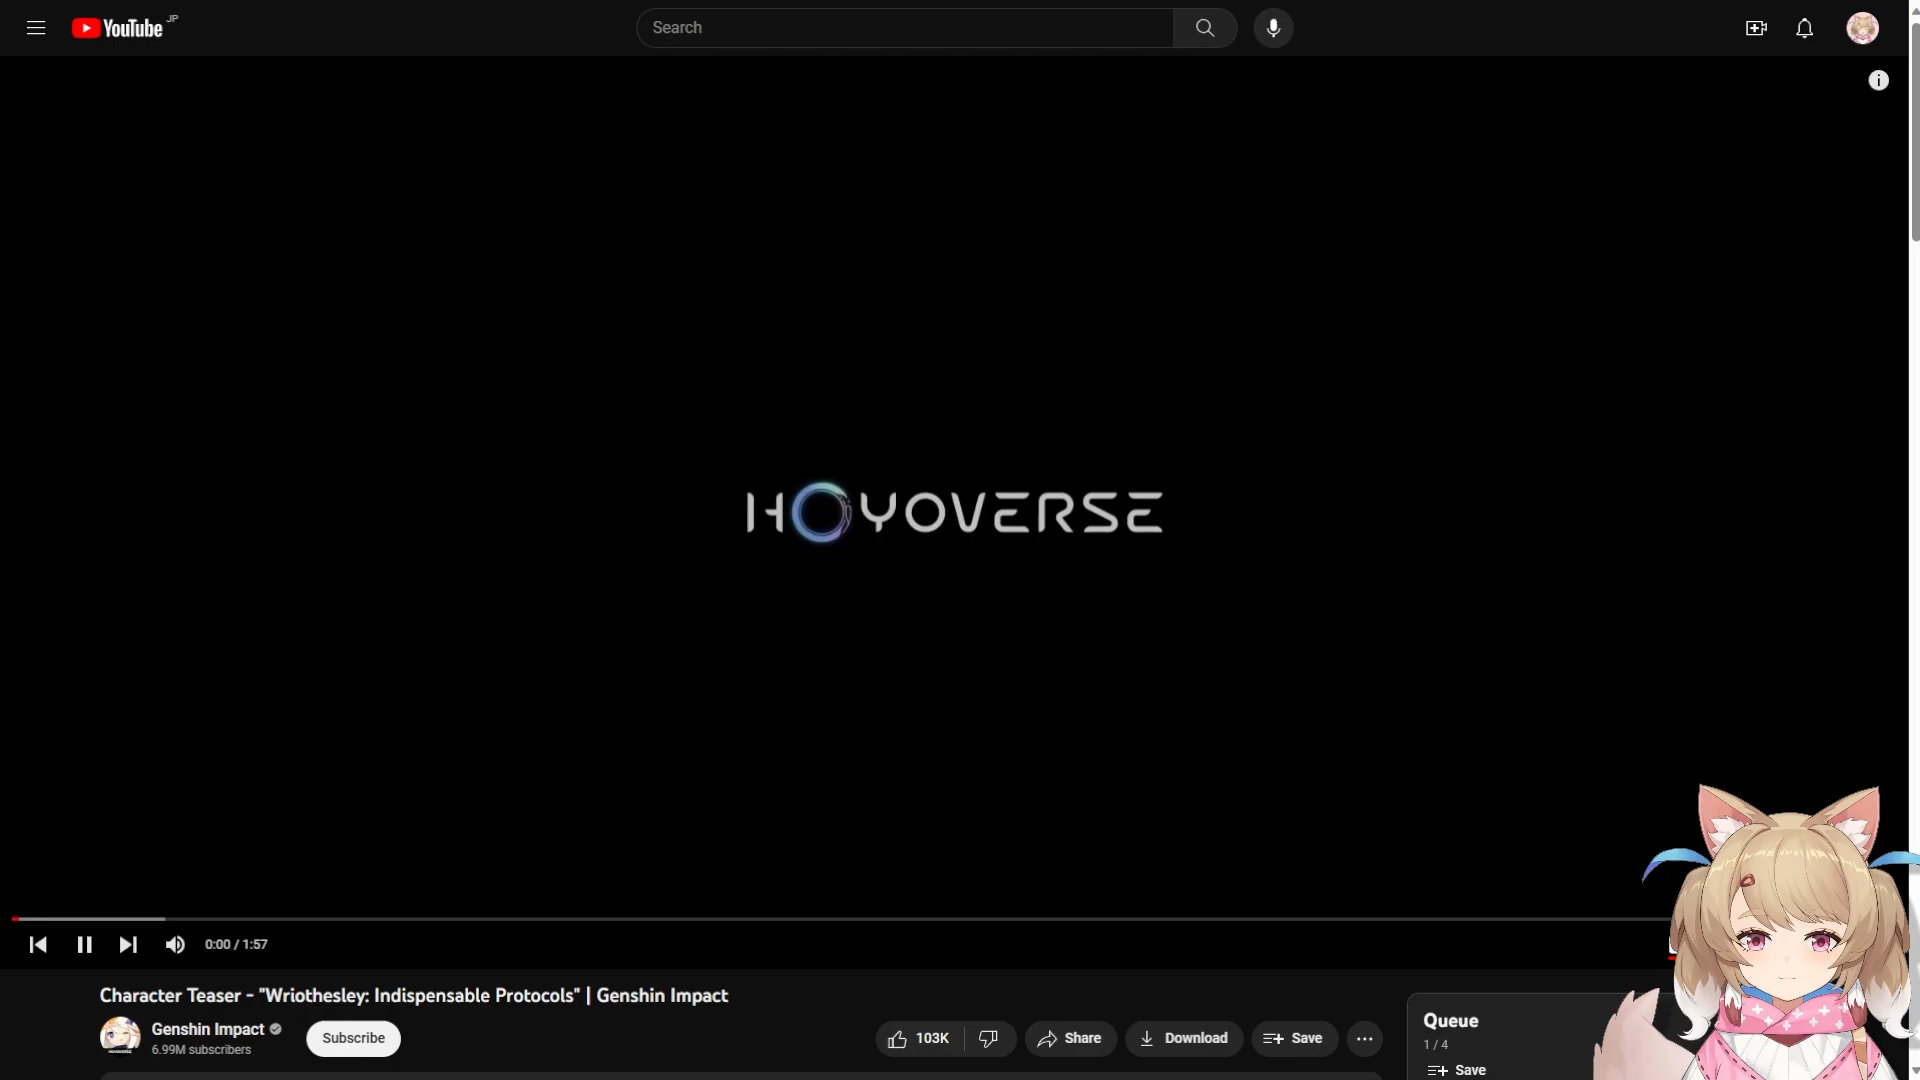 YouTube JP
Search
HOYOVERSE
0:00 / 1:57
Character Teaser - "Wriothesley: Indispensable Protocols" | Genshin Impact
Genshin Impact
6.99M subscribers
Subscribe
103K
Share
Download
Save
Queue
1 / 4
Save